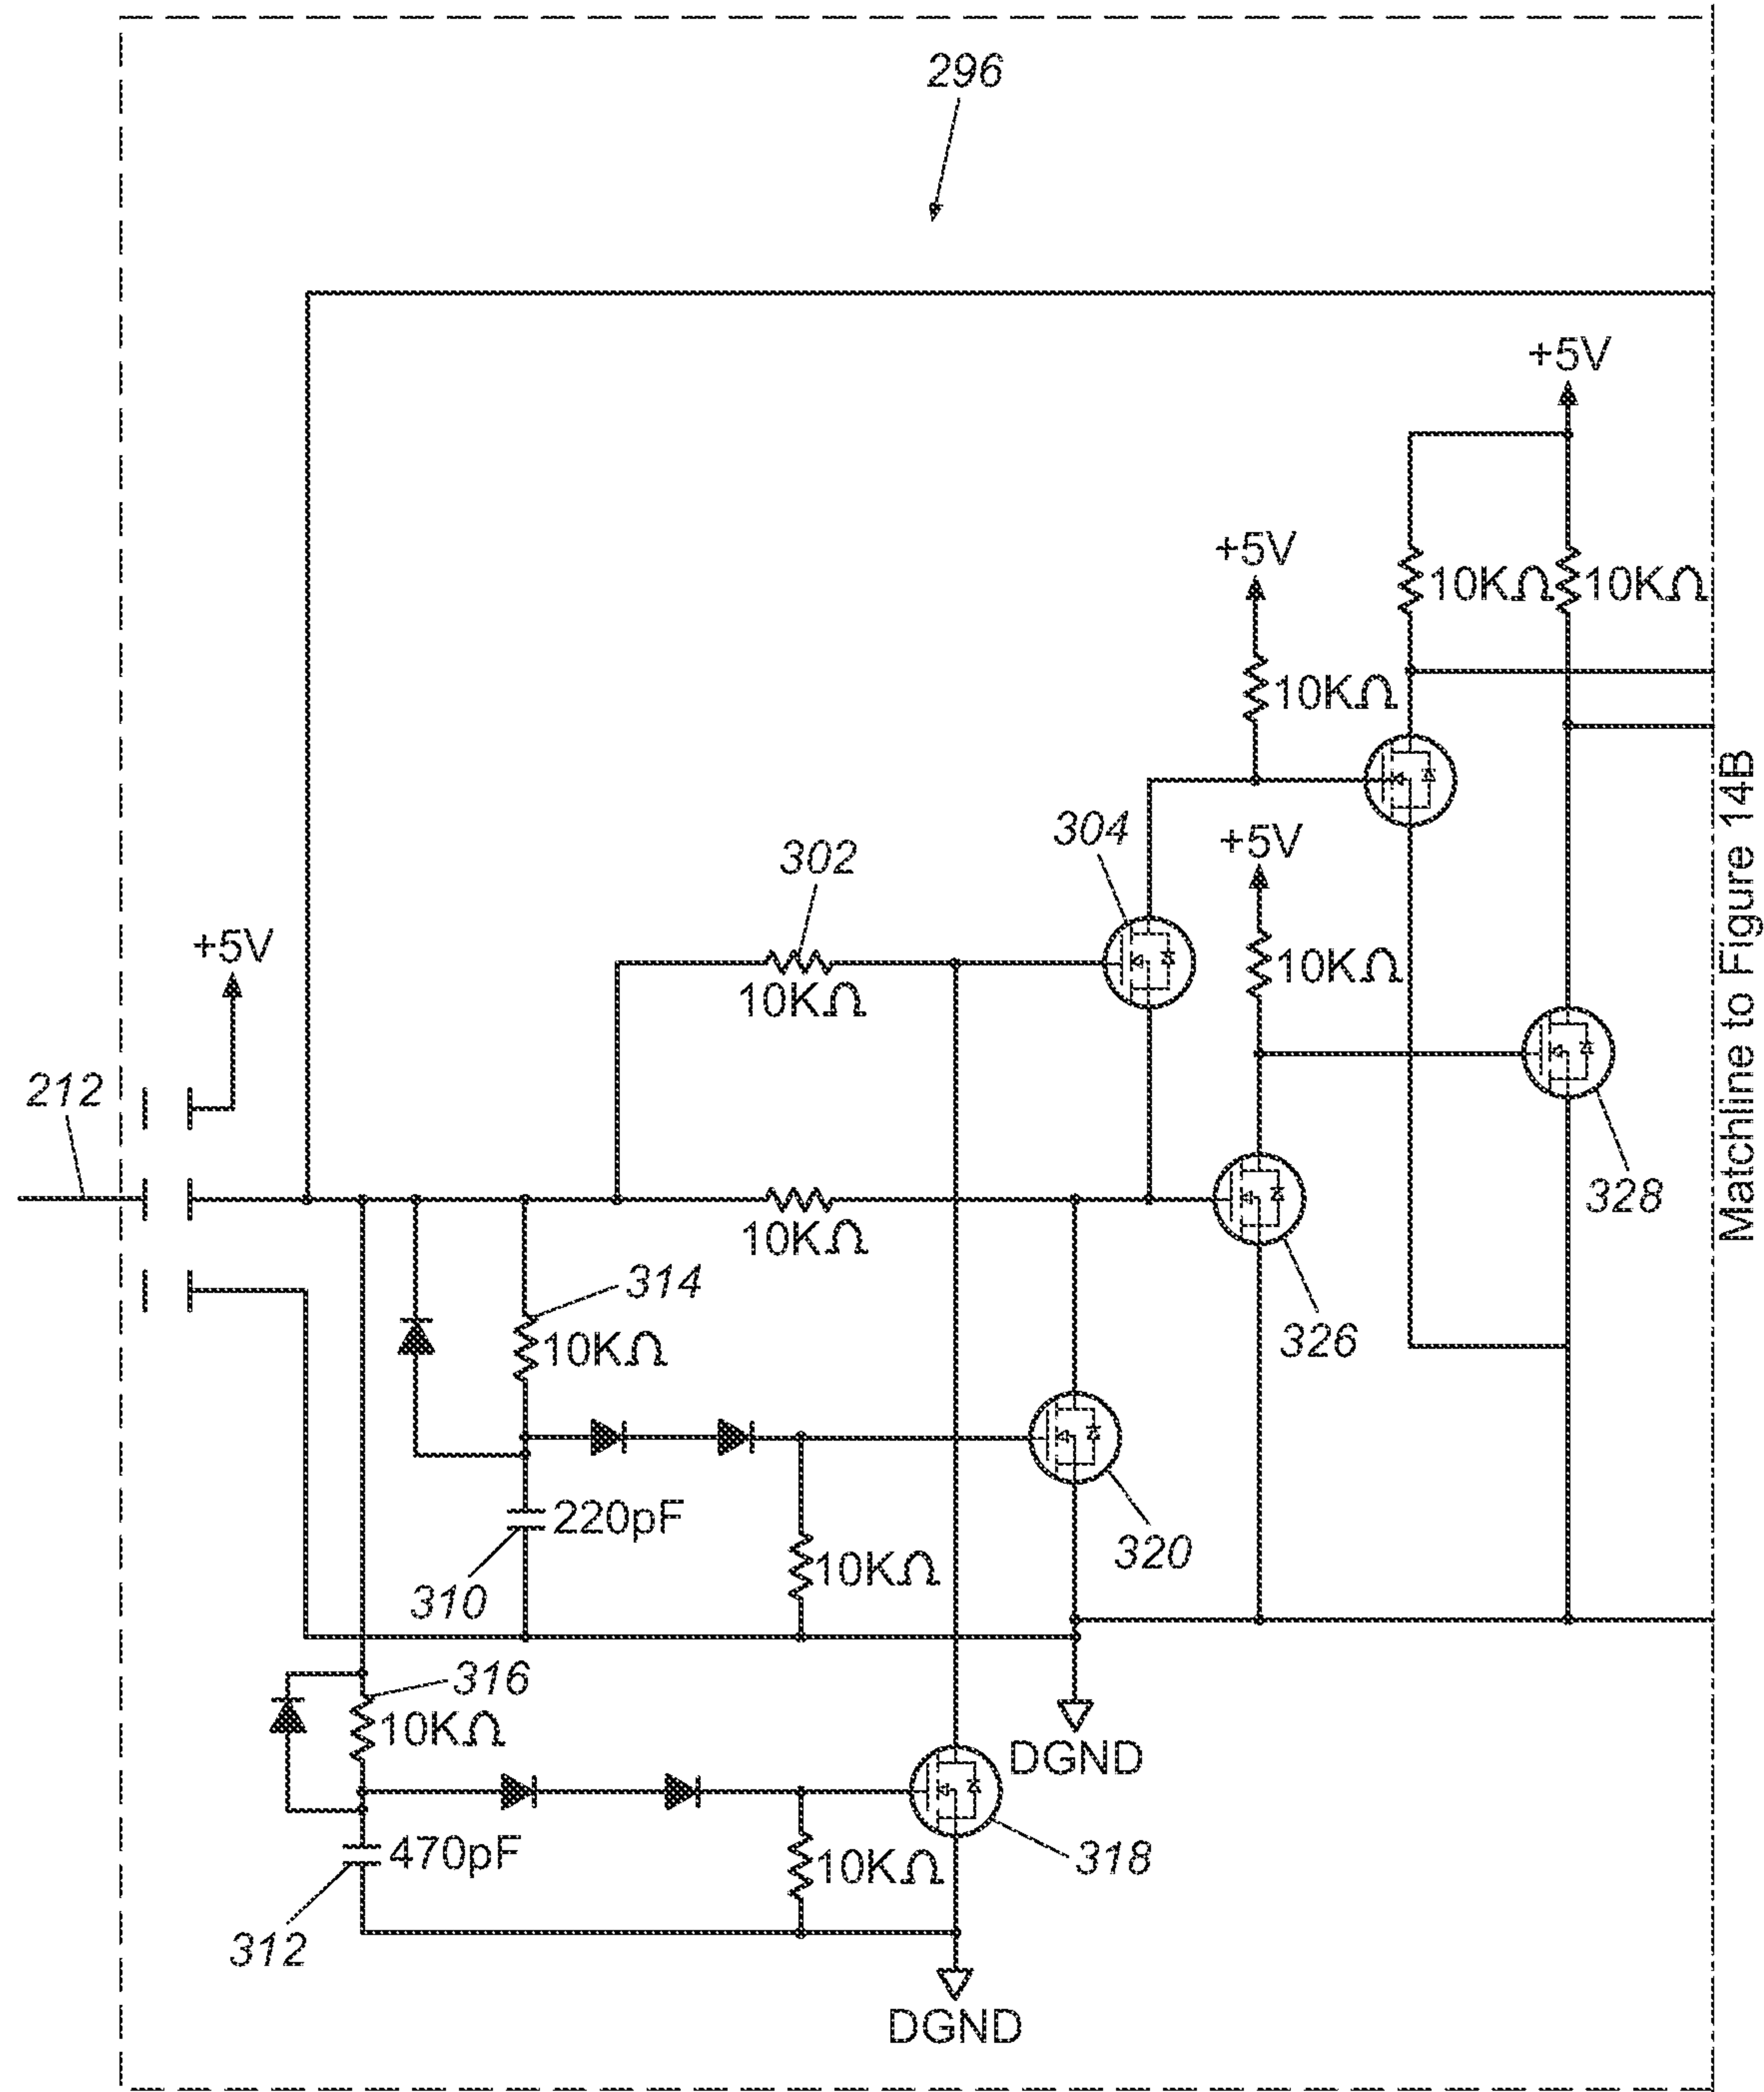 296
+5V
10KΩ
10KΩ
+5V
10KΩ
304
302
+5V
10KΩ
10KΩ
+5V
212
328
10KΩ
314
10KΩ
326
220pF
320
10KΩ
310
316
10KΩ
DGND
470pF
10KΩ
318
312
DGND
Matchline to Figure 14B